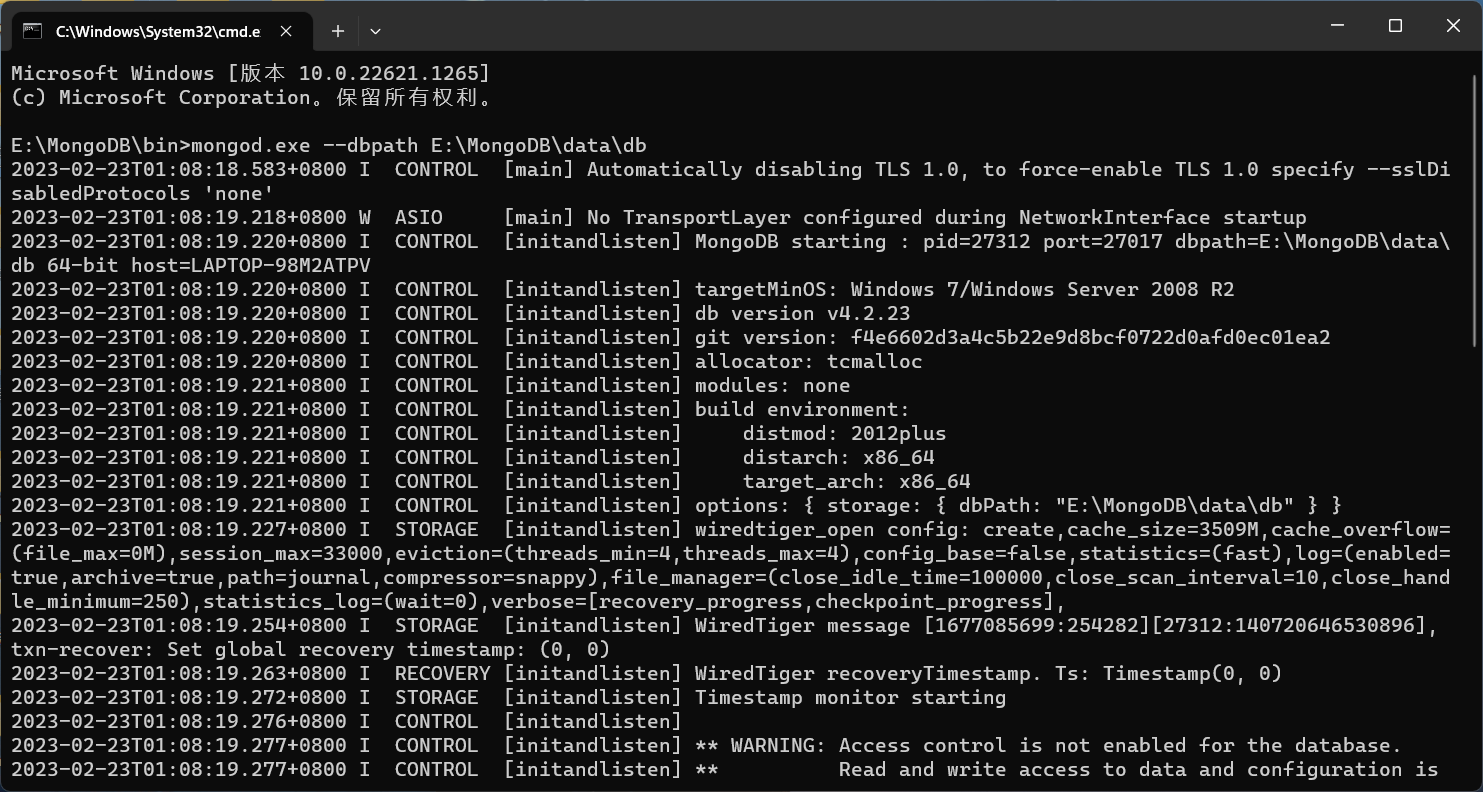 C:\Windows\System32\cmd.e
Microsoft Windows [版本 10.0.22621.1265]
(c) Microsoft Corporation。保留所有权利。
E:\MongoDB\bin>mongod.exe --dbpath E:\MongoDB\data\db
2023-02-23T01:08:18.583+0800 I  CONTROL  [main] Automatically disabling TLS 1.0, to force-enable TLS 1.0 specify --sslDi
sabledProtocols 'none'
2023-02-23T01:08:19.218+0800 W  ASIO     [main] No TransportLayer configured during NetworkInterface startup
2023-02-23T01:08:19.220+0800 I  CONTROL  [initandlisten] MongoDB starting : pid=27312 port=27017 dbpath=E:\MongoDB\data\
db 64-bit host=LAPTOP-98M2ATPV
2023-02-23T01:08:19.220+0800 I  CONTROL  [initandlisten] targetMinOS: Windows 7/Windows Server 2008 R2
2023-02-23T01:08:19.220+0800 I  CONTROL  [initandlisten] db version v4.2.23
2023-02-23T01:08:19.220+0800 I  CONTROL  [initandlisten] git version: f4e6602d3a4c5b22e9d8bcf0722d0afd0ec01ea2
2023-02-23T01:08:19.220+0800 I  CONTROL  [initandlisten] allocator: tcmalloc
2023-02-23T01:08:19.221+0800 I  CONTROL  [initandlisten] modules: none
2023-02-23T01:08:19.221+0800 I  CONTROL  [initandlisten] build environment:
2023-02-23T01:08:19.221+0800 I  CONTROL  [initandlisten]     distmod: 2012plus
2023-02-23T01:08:19.221+0800 I  CONTROL  [initandlisten]     distarch: x86_64
2023-02-23T01:08:19.221+0800 I  CONTROL  [initandlisten]     target_arch: x86_64
2023-02-23T01:08:19.221+0800 I  CONTROL  [initandlisten] options: { storage: { dbPath: "E:\MongoDB\data\db" } }
2023-02-23T01:08:19.227+0800 I  STORAGE  [initandlisten] wiredtiger_open config: create,cache_size=3509M,cache_overflow=
(file_max=0M),session_max=33000,eviction=(threads_min=4,threads_max=4),config_base=false,statistics=(fast),log=(enabled=
true,archive=true,path=journal,compressor=snappy),file_manager=(close_idle_time=100000,close_scan_interval=10,close_hand
le_minimum=250),statistics_log=(wait=0),verbose=[recovery_progress,checkpoint_progress],
2023-02-23T01:08:19.254+0800 I  STORAGE  [initandlisten] WiredTiger message [1677085699:254282][27312:140720646530896],
txn-recover: Set global recovery timestamp: (0, 0)
2023-02-23T01:08:19.263+0800 I  RECOVERY [initandlisten] WiredTiger recoveryTimestamp. Ts: Timestamp(0, 0)
2023-02-23T01:08:19.272+0800 I  STORAGE  [initandlisten] Timestamp monitor starting
2023-02-23T01:08:19.276+0800 I  CONTROL  [initandlisten]
2023-02-23T01:08:19.277+0800 I  CONTROL  [initandlisten] ** WARNING: Access control is not enabled for the database.
2023-02-23T01:08:19.277+0800 I  CONTROL  [initandlisten] **          Read and write access to data and configuration is